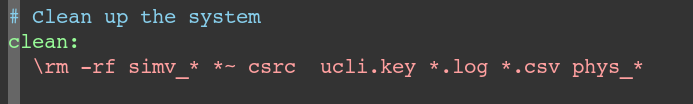 # Clean up the system
clean:
\rm -rf simv_* *~ csrc  ucli.key *.log *.csv phys_*